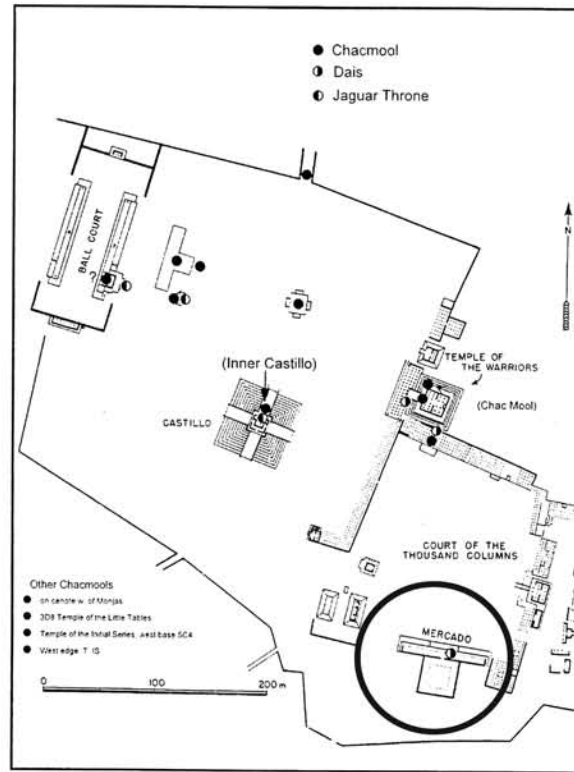 Chacmool
Dais
Jaguar Throne
N
BALL COURT
?
(Inner Castillo)
CASTILLO
TEMPLE OF
THE WARRIORS
(Chac Mool)
COURT OF THE
THOUSAND COLUMNS
MERCADO
Other Chacmools
on cenote w. of Monjas
3D8 Temple of the Little Tables
Temple of the Initial Series, west base 5C4
West edge T. IS
0 100 200 m